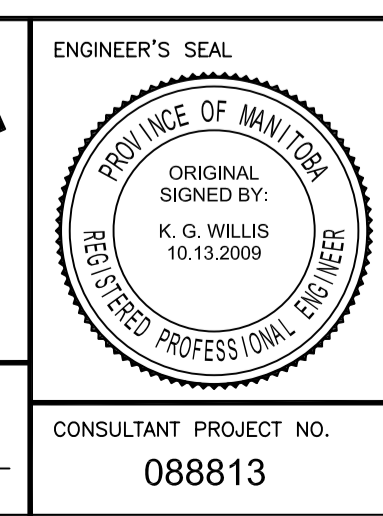 ENGINEER'S SEAL
PROVINCE OF MANITOBA
ORIGINAL
SIGNED BY:
K. G. WILLIS
10.13.2009
REGISTERED PROFESSIONAL ENGINEER
CONSULTANT PROJECT NO.
088813